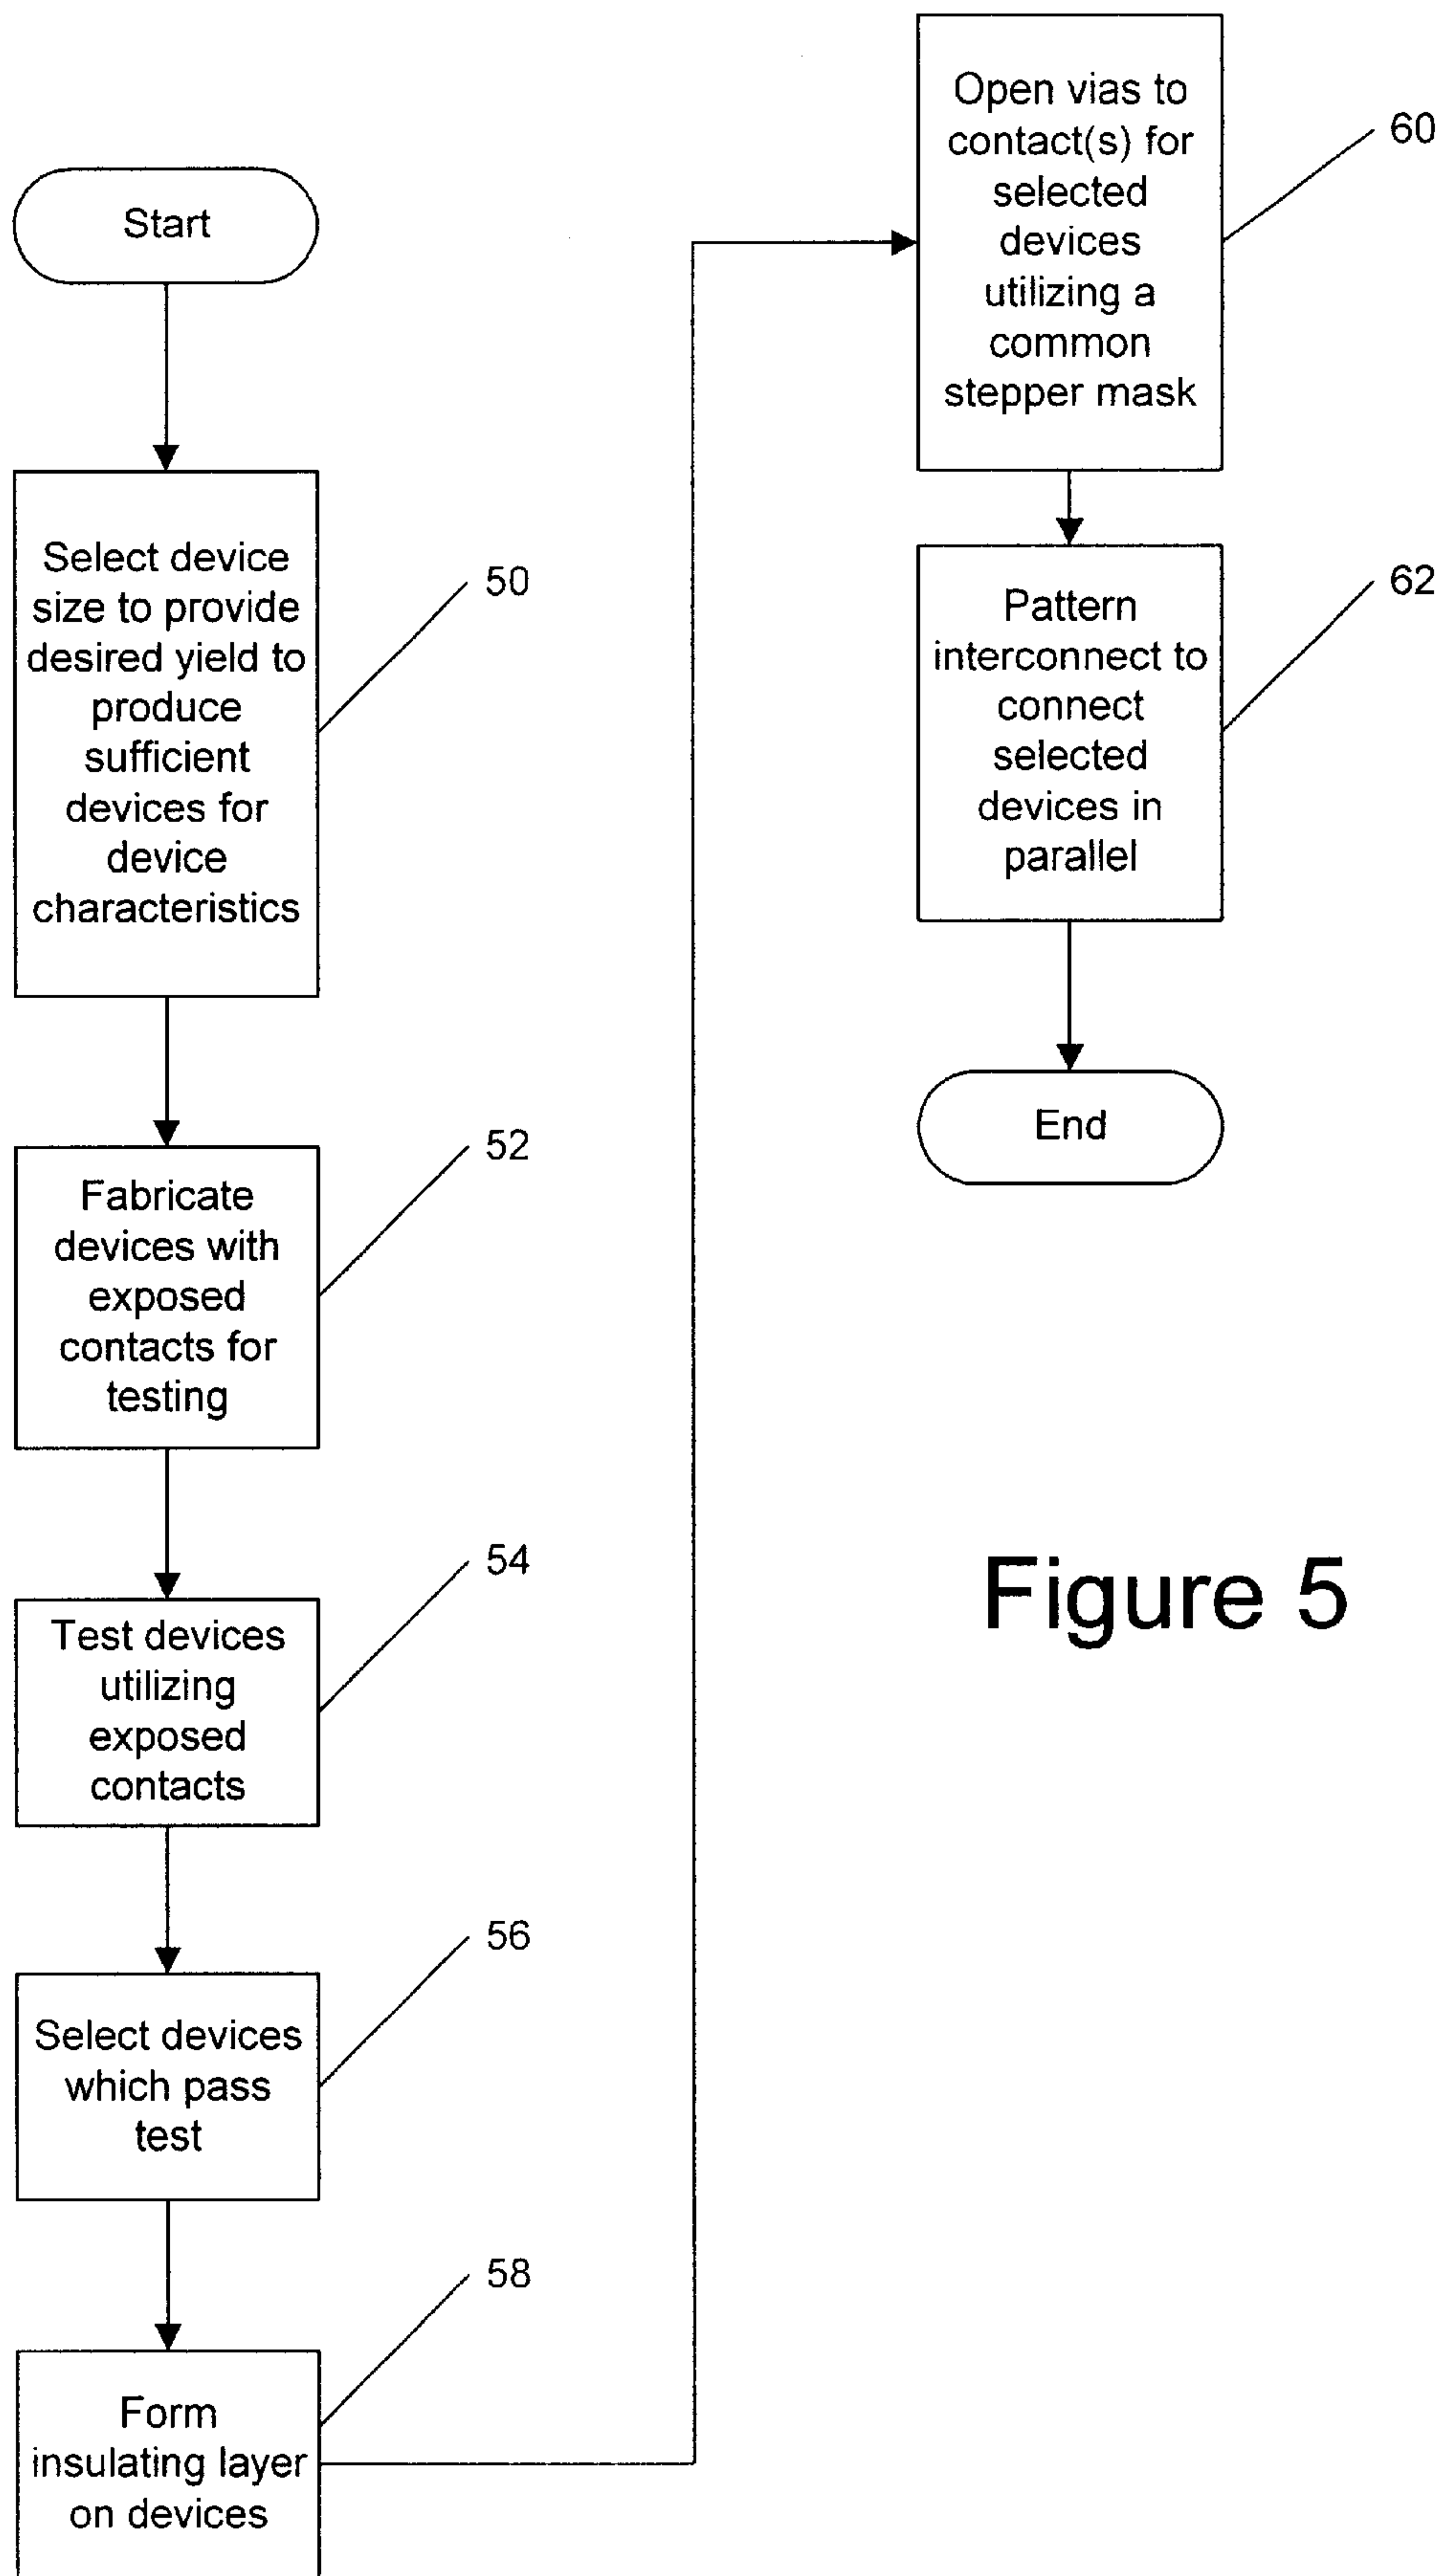 Start
Select device
size to provide
desired yield to
produce
sufficient
devices for
device
characteristics
50
Fabricate
devices with
exposed
contacts for
testing
52
Test devices
utilizing
exposed
contacts
54
Select devices
which pass
test
56
Form
insulating layer
on devices
58
Open vias to
contact(s) for
selected
devices
utilizing a
common
stepper mask
60
Pattern
interconnect to
connect
selected
devices in
parallel
62
End
Figure 5